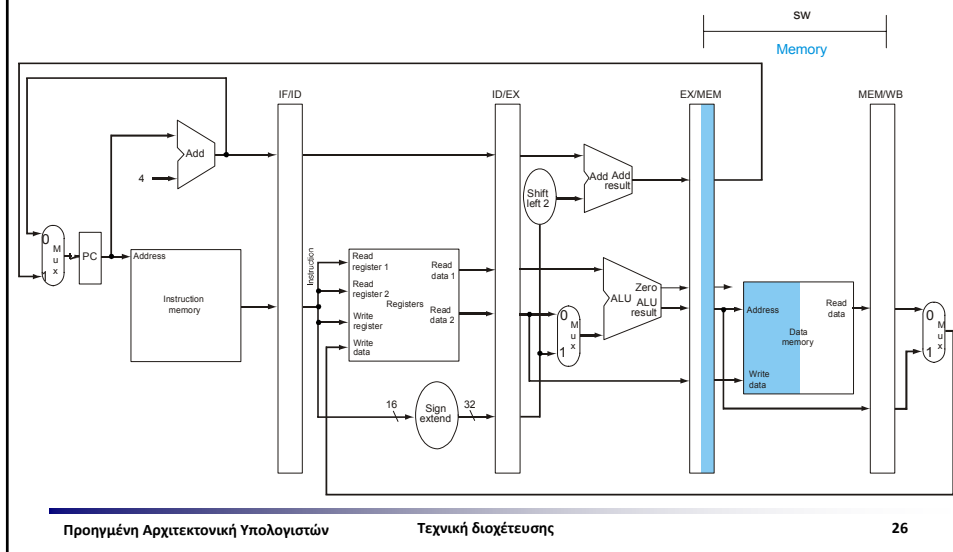 sw
Memory
IF/ID
ID/EX
EX/MEM
MEM/WB
Add
4
Shift
left 2
Add Add
result
0
M
u
x
1
PC
Address
Instruction
memory
Instruction
Read
register 1
Read
register 2
Registers
Write
register
Write
data
Read
data 1
Read
data 2
0
M
u
x
1
Zero
ALU ALU
result
Address
Read
data
Data
memory
Write
data
0
M
u
x
1
16
Sign
extend
32
Προηγμένη Αρχιτεκτονική Υπολογιστών Τεχνική διοχέτευσης 26